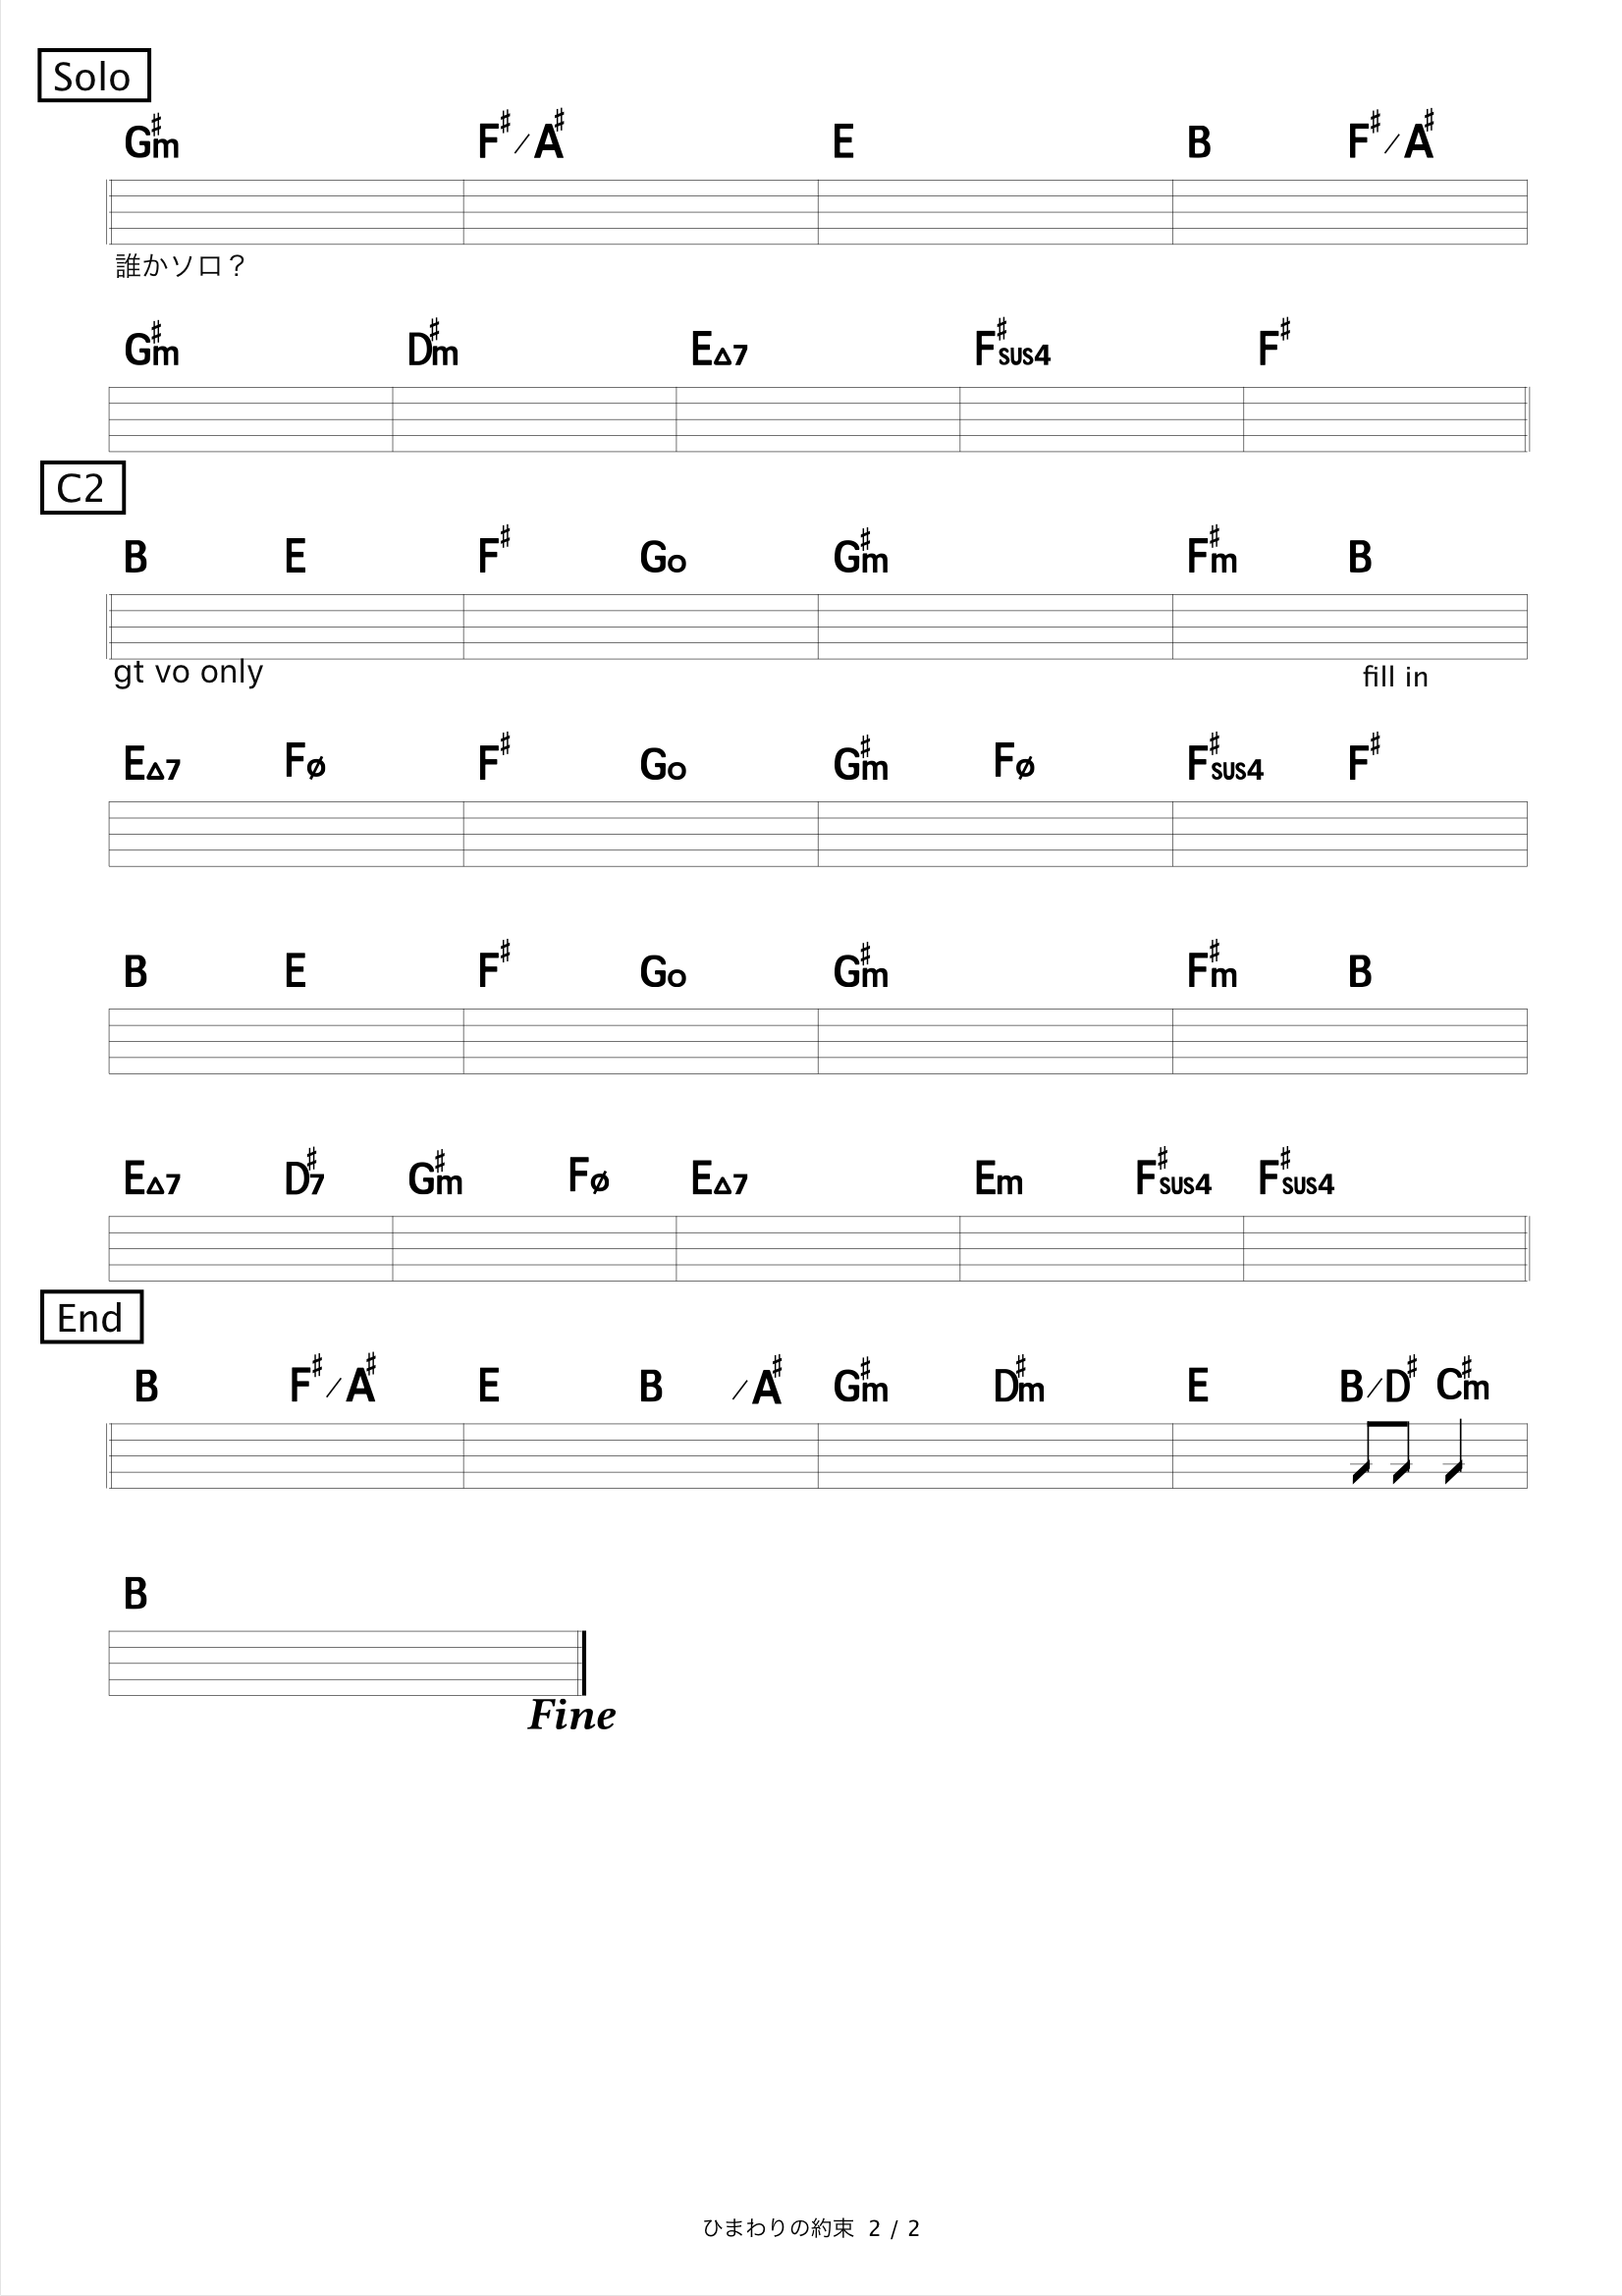 Solo
G♯m F♯/A♯ E B F♯/A♯
誰かソロ？
G♯m D♯m E△7 F♯sus4 F♯
C2
B E F♯ Go G♯m F♯m B
gt vo only fill in
E△7 Fø F♯ Go G♯m Fø F♯sus4 F♯
B E F♯ Go G♯m F♯m B
E△7 D♯7 G♯m Fø E△7 Em F♯sus4 F♯sus4
End
B F♯/A♯ E B /A♯ G♯m D♯m E B/D♯ C♯m
B
Fine
ひまわりの約束 2 / 2